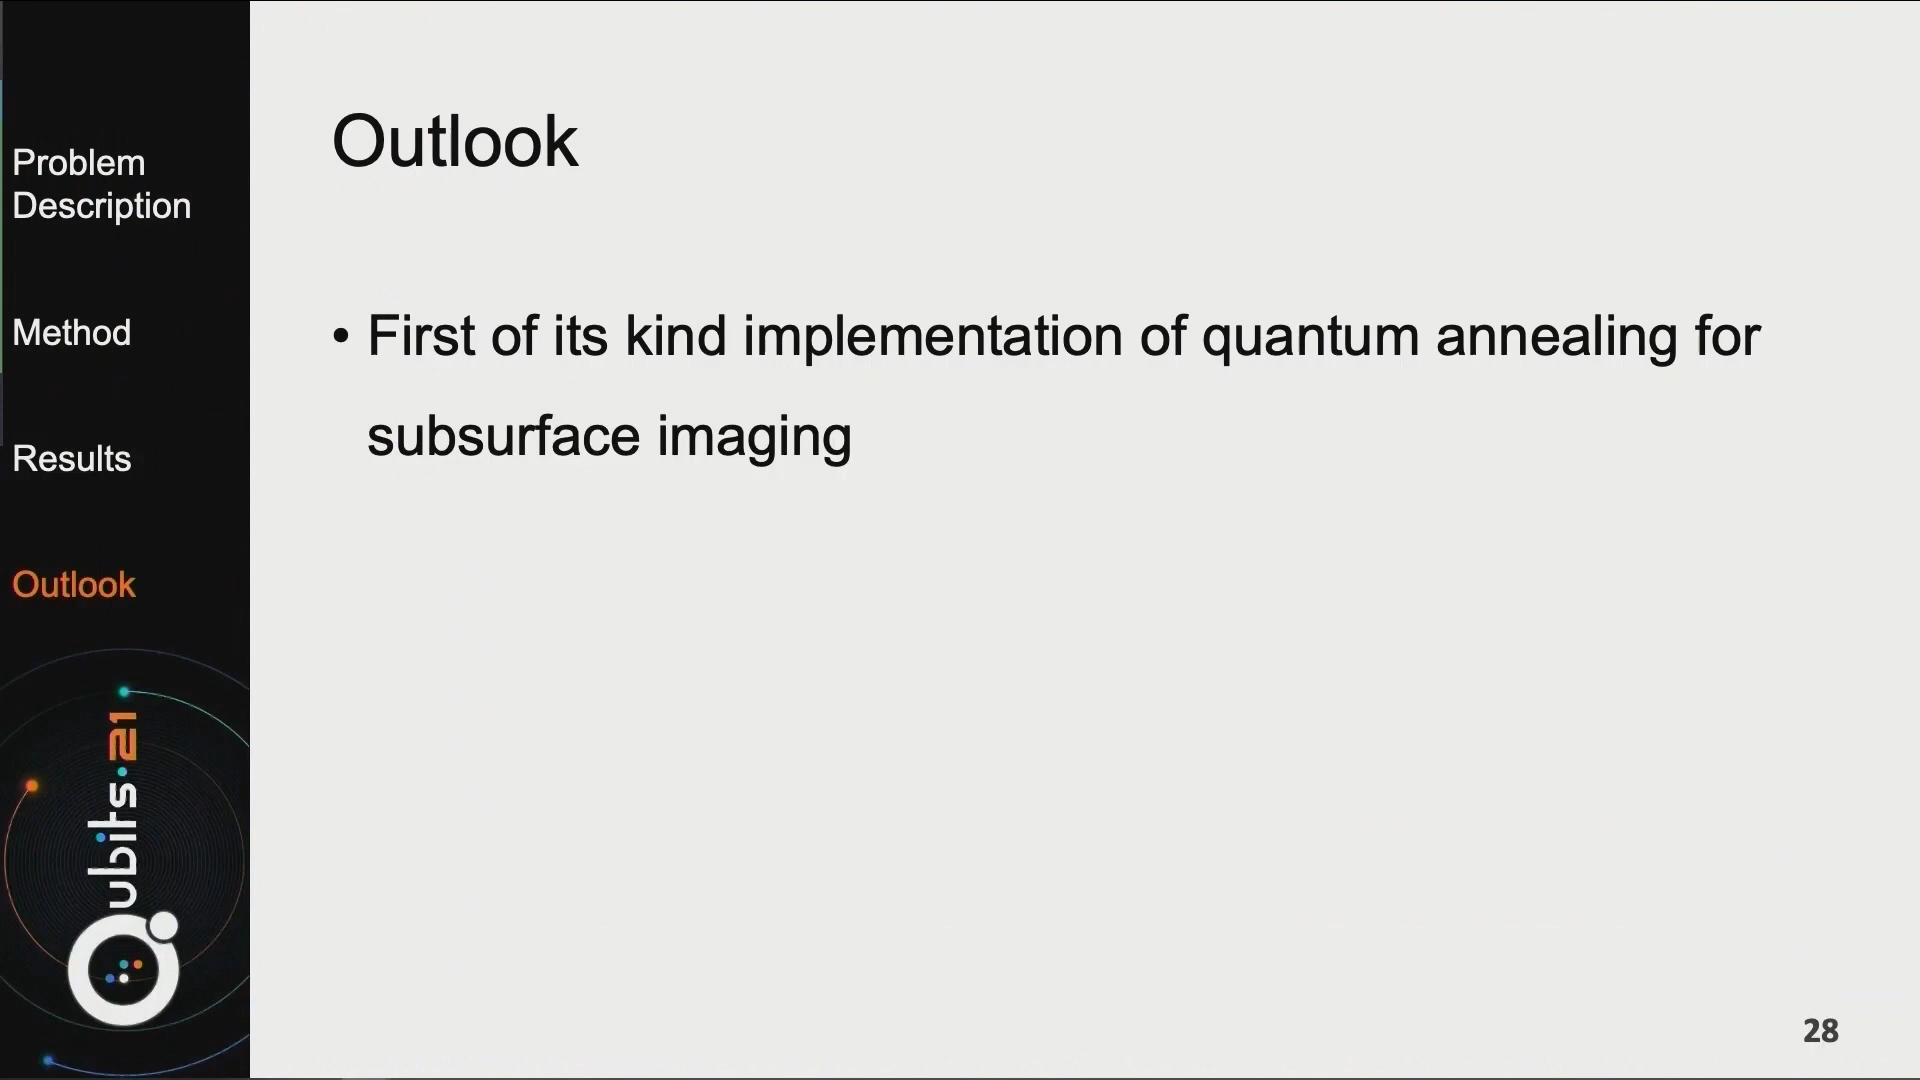 Problem
Description
Method
Results
Outlook
Qubits·21
Outlook
• First of its kind implementation of quantum annealing for
subsurface imaging
28